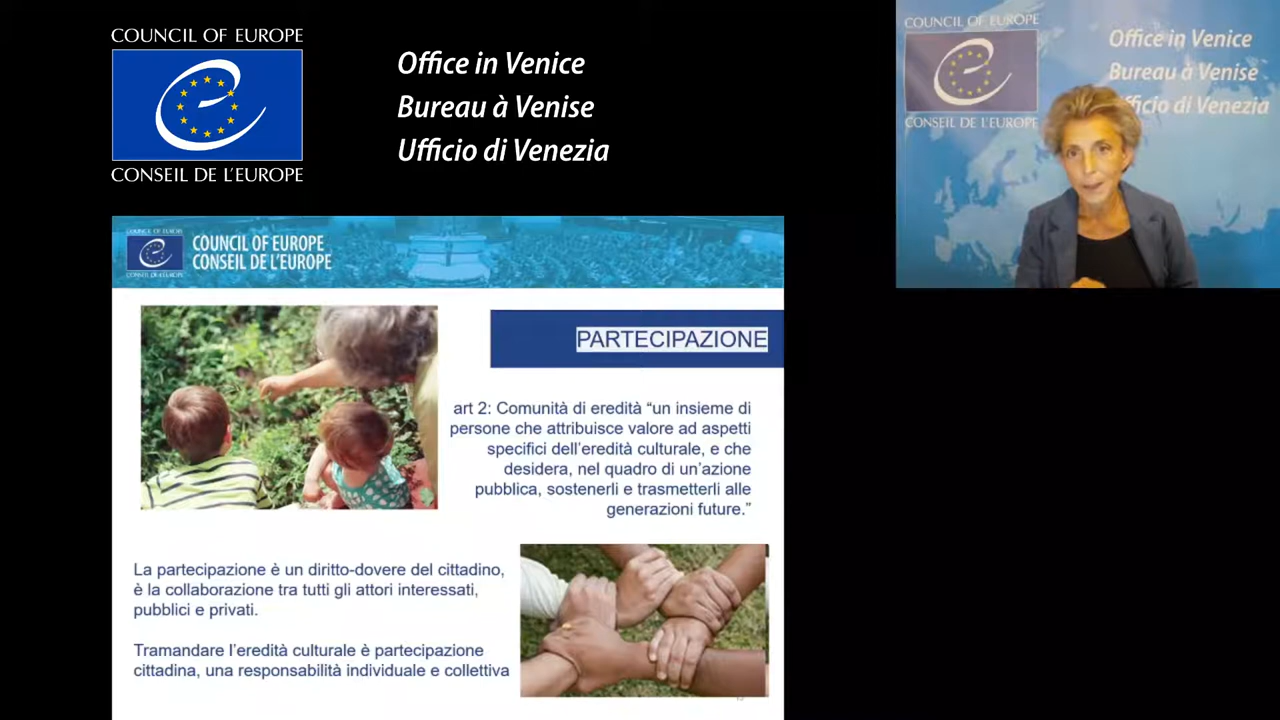 COUNCIL OF EUROPE
CONSEIL DE L'EUROPE
Office in Venice
Bureau à Venise
Ufficio di Venezia
COUNCIL OF EUROPE
Office in Venice
Bureau à Venise
Ufficio di Venezia
CONSEIL DE L'EUROPE
COUNCIL OF EUROPE
CONSEIL DE L'EUROPE
COUNCIL OF EUROPE
CONSEIL DE L'EUROPE
PARTECIPAZIONE
art 2: Comunità di eredità “un insieme di
persone che attribuisce valore ad aspetti
specifici dell’eredità culturale, e che
desidera, nel quadro di un’azione
pubblica, sostenerli e trasmetterli alle
generazioni future.”
La partecipazione è un diritto-dovere del cittadino,
è la collaborazione tra tutti gli attori interessati,
pubblici e privati.
Tramandare l’eredità culturale è partecipazione
cittadina, una responsabilità individuale e collettiva